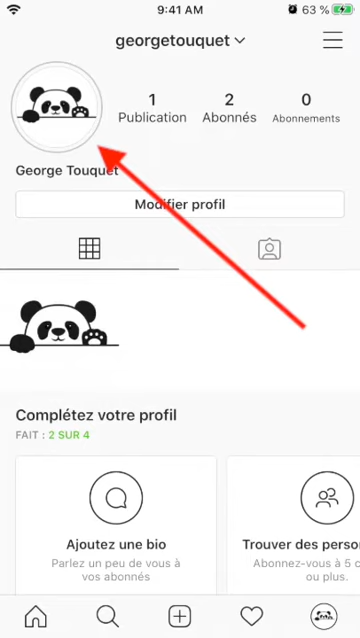 9:41 AM
63 %
georgetouquet
1
Publication
2
Abonnés
0
Abonnements
George Touquet
Modifier profil
Complétez votre profil
FAIT : 2 SUR 4
Ajoutez une bio
Parlez un peu de vous à
vos abonnés
Trouver des person
Abonnez-vous à 5 c
ou plus.